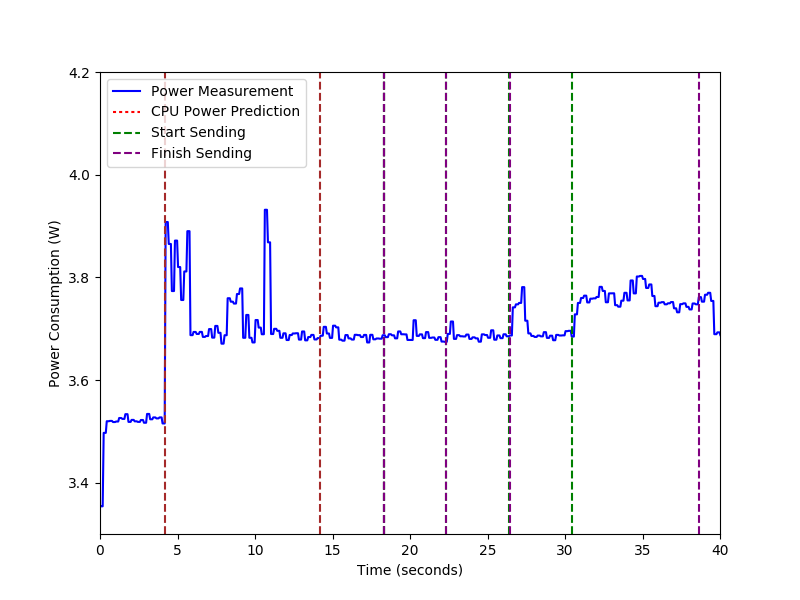 4.2
4.0
3.8
3.6
3.4
Power Consumption (W)
Power Measurement
CPU Power Prediction
Start Sending
Finish Sending
0 5 10 15 20 25 30 35 40
Time (seconds)